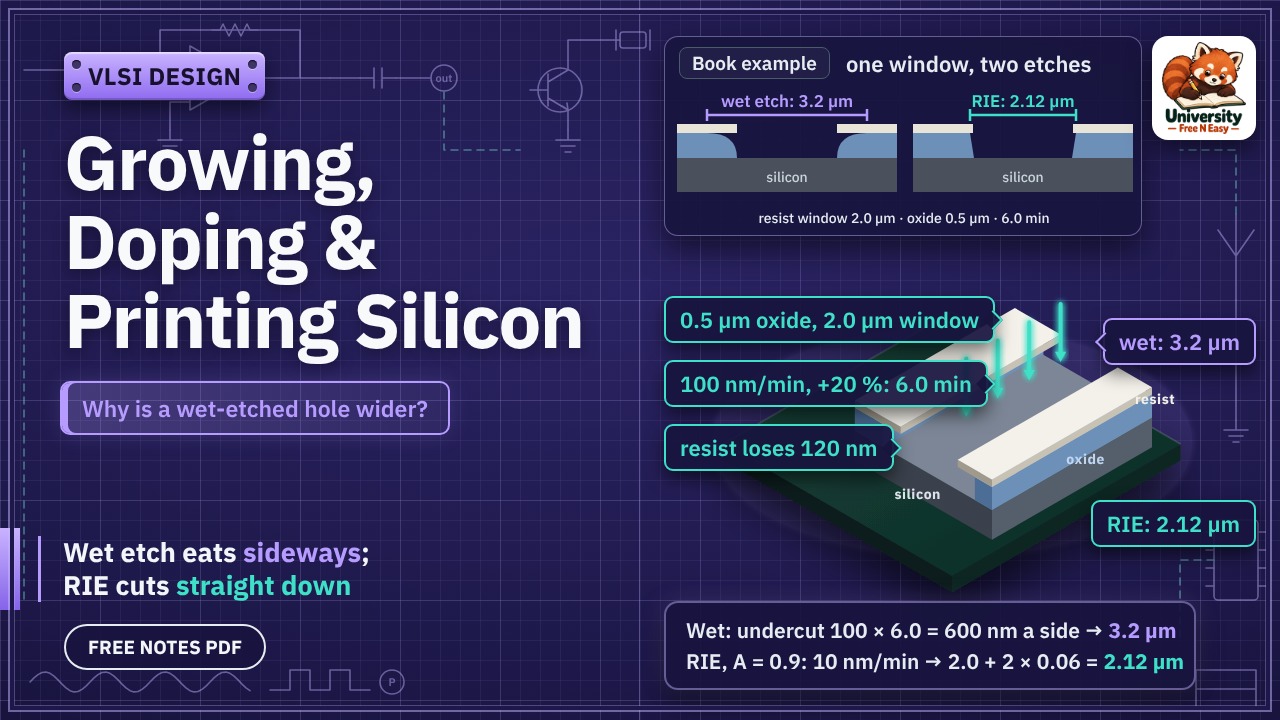 VLSI DESIGN
out
Growing,
Doping &
Printing Silicon
Why is a wet-etched hole wider?
Wet etch eats sideways;
RIE cuts straight down
FREE NOTES PDF
P
Book example
one window, two etches
wet etch: 3.2 µm
RIE: 2.12 µm
silicon
silicon
resist window 2.0 µm · oxide 0.5 µm · 6.0 min
University
Free N Easy
0.5 µm oxide, 2.0 µm window
100 nm/min, +20 %: 6.0 min
resist loses 120 nm
wet: 3.2 µm
resist
oxide
silicon
RIE: 2.12 µm
Wet: undercut 100 × 6.0 = 600 nm a side → 3.2 µm
RIE, A = 0.9: 10 nm/min → 2.0 + 2 × 0.06 = 2.12 µm